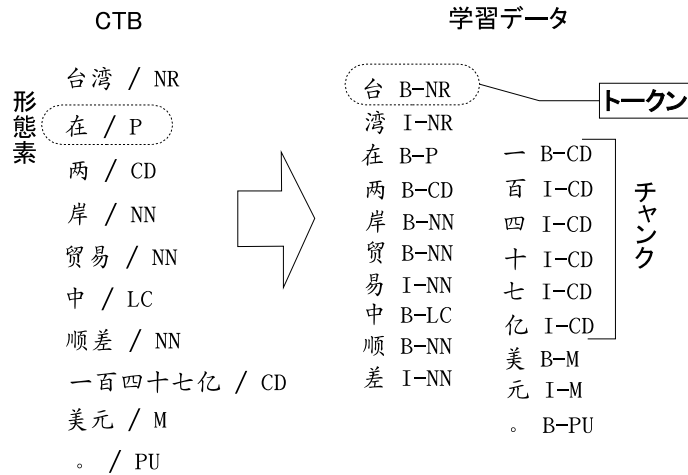 CTB
形態素
台湾 / NR
在 / P
两 / CD
岸 / NN
贸易 / NN
中 / LC
顺差 / NN
一百四十七亿 / CD
美元 / M
。 / PU
学習データ
台 B-NR
湾 I-NR
在 B-P
两 B-CD
岸 B-NN
贸 B-NN
易 I-NN
中 B-LC
顺 B-NN
差 I-NN
一 B-CD
百 I-CD
四 I-CD
十 I-CD
七 I-CD
亿 I-CD
美 B-M
元 I-M
。 B-PU
トークン
チャンク